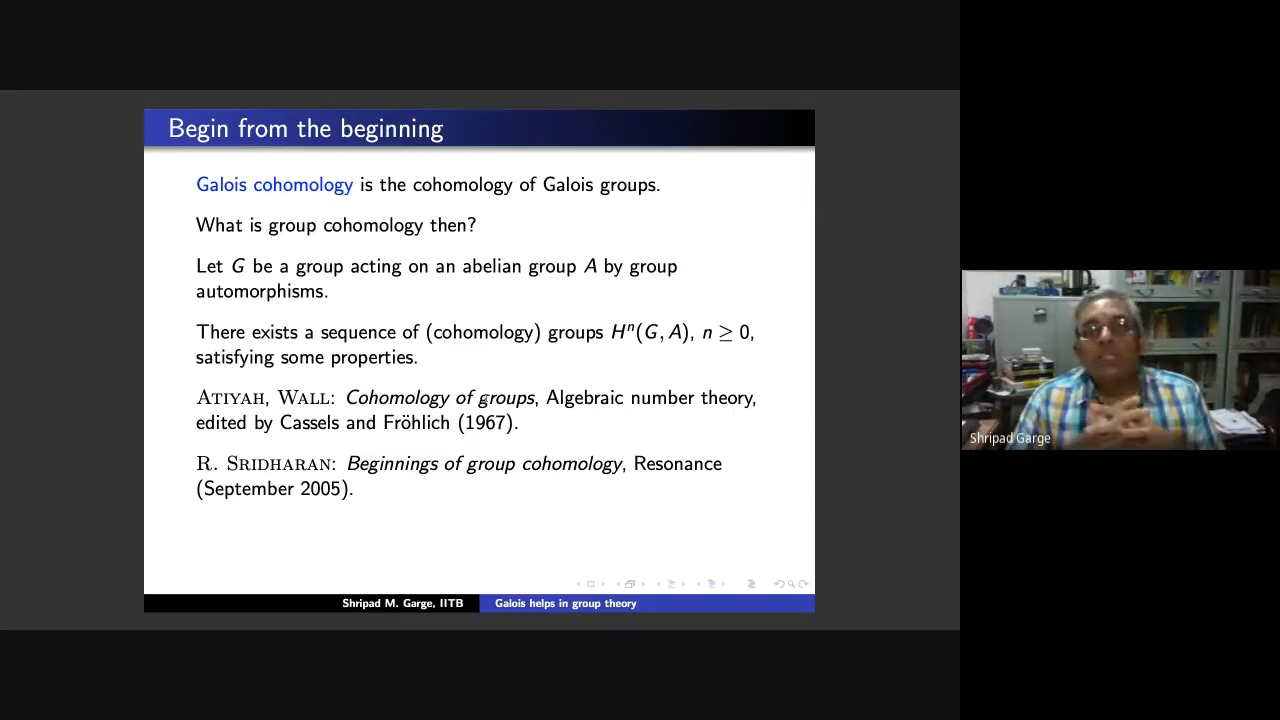 Begin from the beginning
Galois cohomology is the cohomology of Galois groups.
What is group cohomology then?
Let G be a group acting on an abelian group A by group
automorphisms.
There exists a sequence of (cohomology) groups Hⁿ(G, A), n ≥ 0,
satisfying some properties.
ATIYAH, WALL: Cohomology of groups, Algebraic number theory,
edited by Cassels and Fröhlich (1967).
R. SRIDHARAN: Beginnings of group cohomology, Resonance
(September 2005).
Shripad M. Garge, IITB
Galois helps in group theory
Shripad Garge